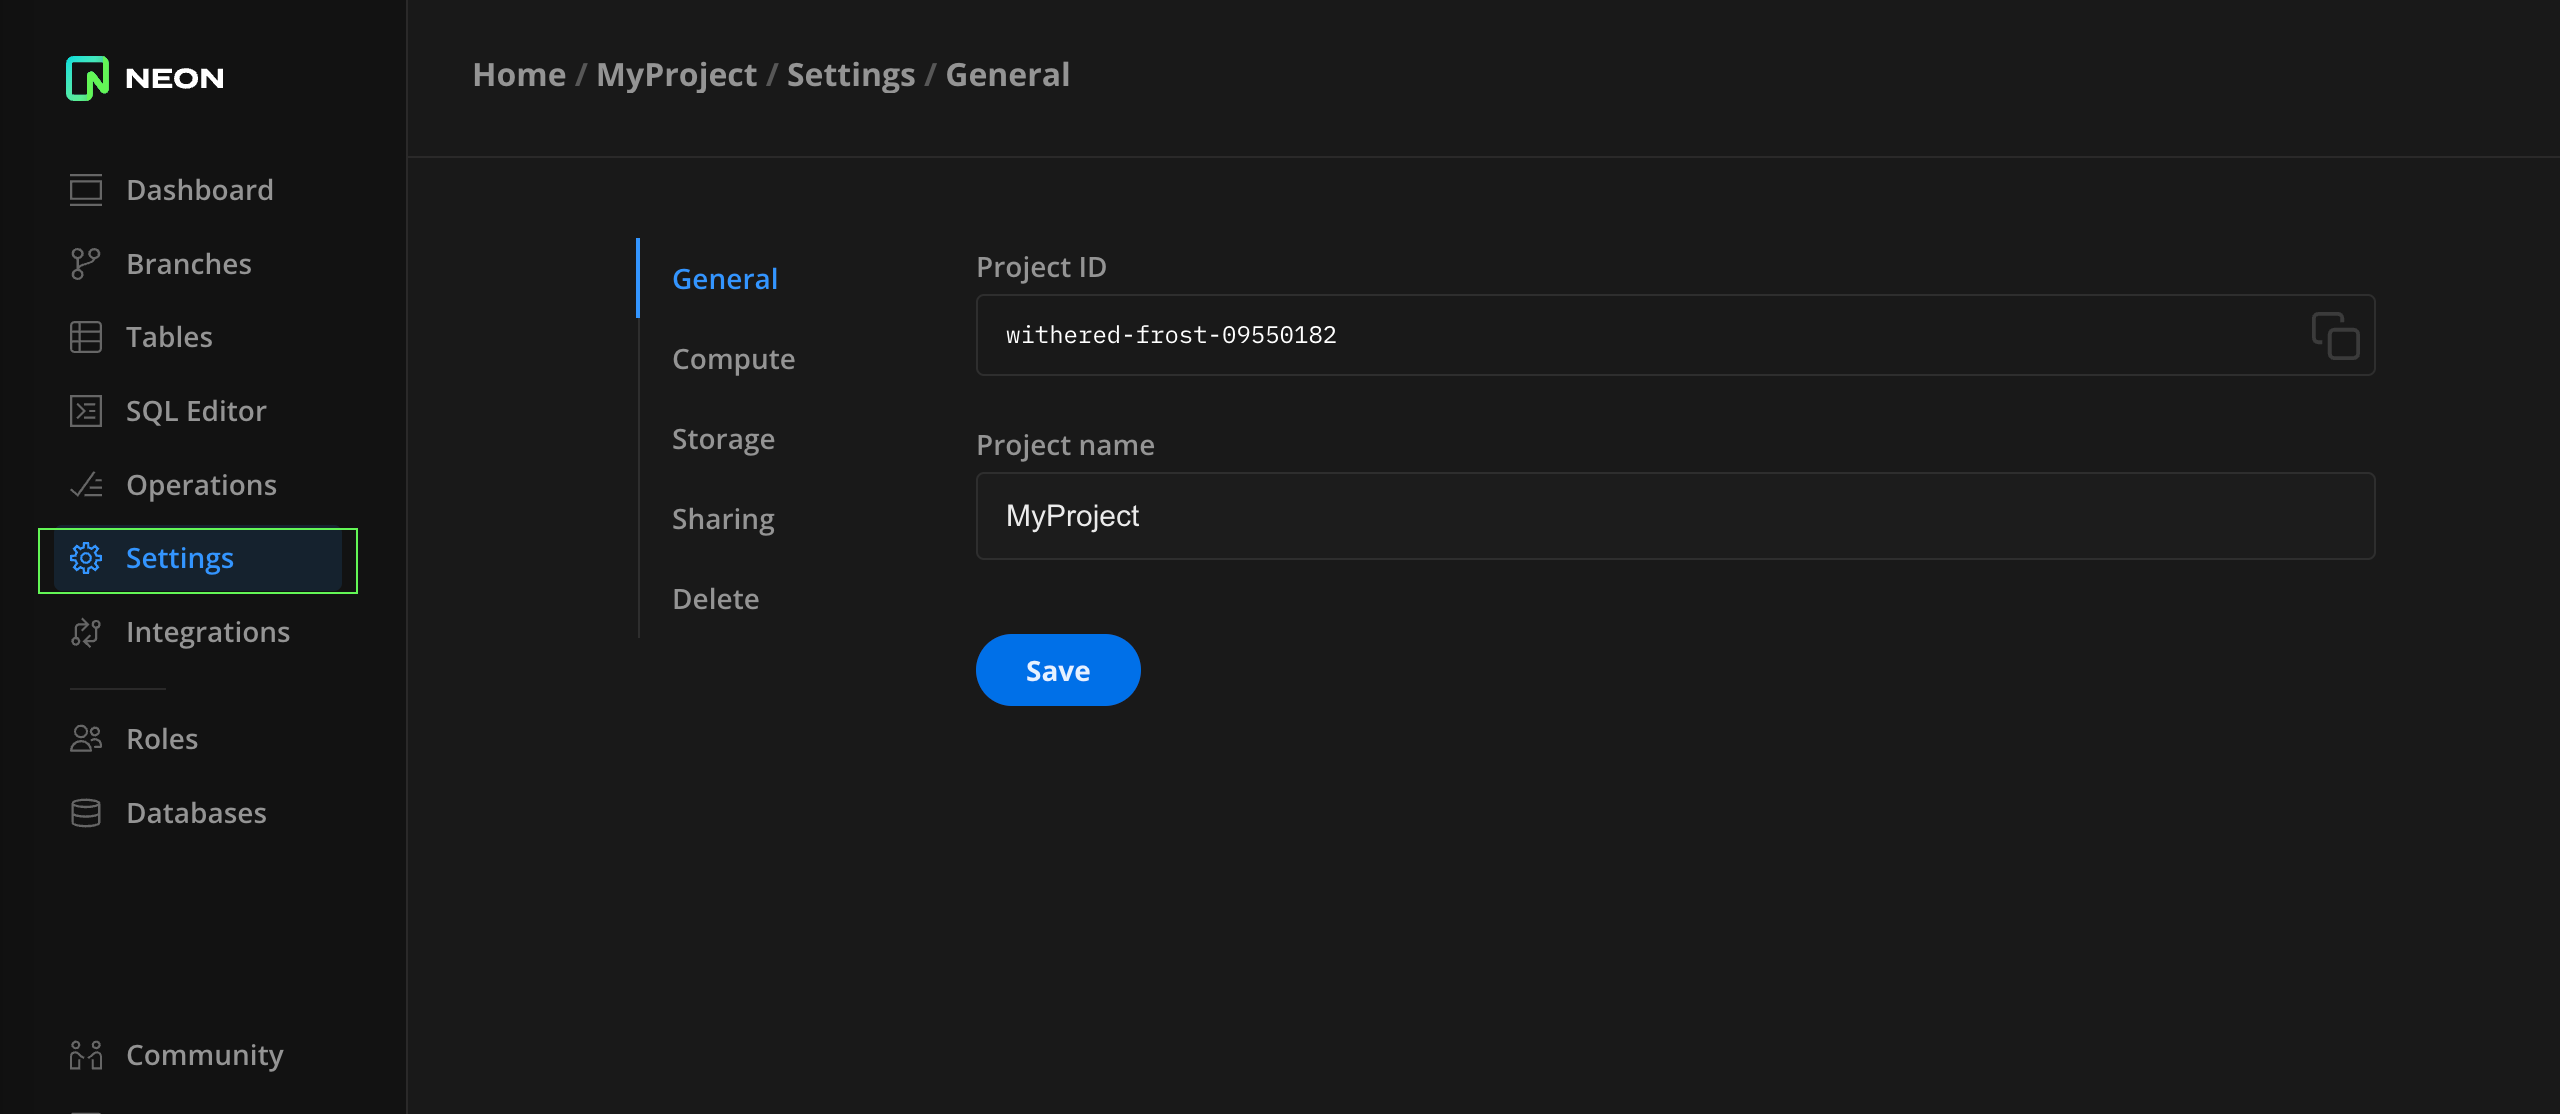 NEON
Home / MyProject / Settings / General
Dashboard
Branches
Tables
SQL Editor
Operations
Settings
Integrations
Roles
Databases
Community
General
Compute
Storage
Sharing
Delete
Project ID
withered-frost-09550182
Project name
MyProject
Save